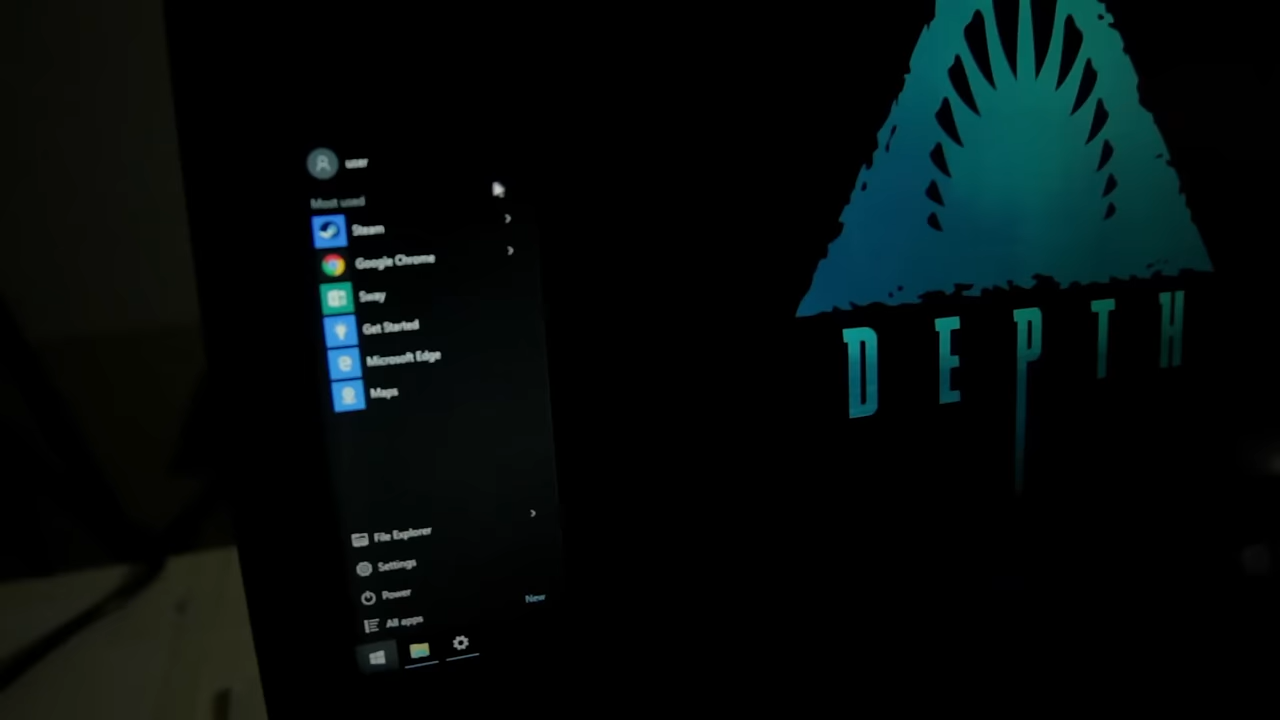 user
Most used
Steam
Google Chrome
Sway
Get Started
Microsoft Edge
Maps
File Explorer
Settings
Power
New
All apps
DEPTH